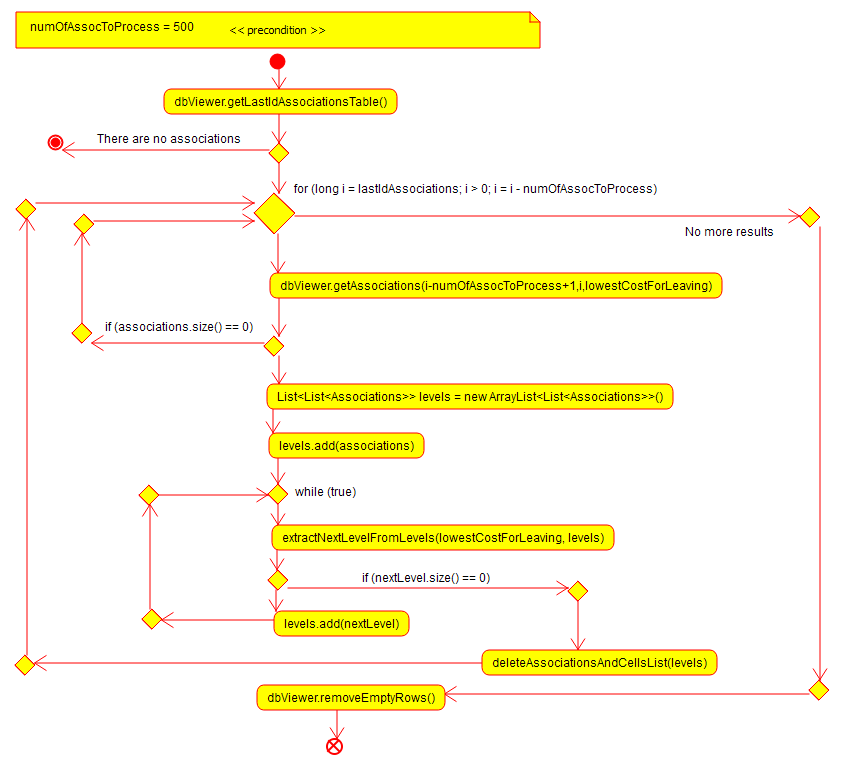 numOfAssocToProcess = 500 << precondition >>
dbViewer.getLastIdAssociationsTable()
There are no associations
for (long i = lastIdAssociations; i > 0; i = i - numOfAssocToProcess)
No more results
dbViewer.getAssociations(i-numOfAssocToProcess+1,i,lowestCostForLeaving)
if (associations.size() == 0)
List<List<Associations>> levels = new ArrayList<List<Associations>>()
levels.add(associations)
while (true)
extractNextLevelFromLevels(lowestCostForLeaving, levels)
if (nextLevel.size() == 0)
levels.add(nextLevel)
deleteAssociationsAndCellsList(levels)
dbViewer.removeEmptyRows()